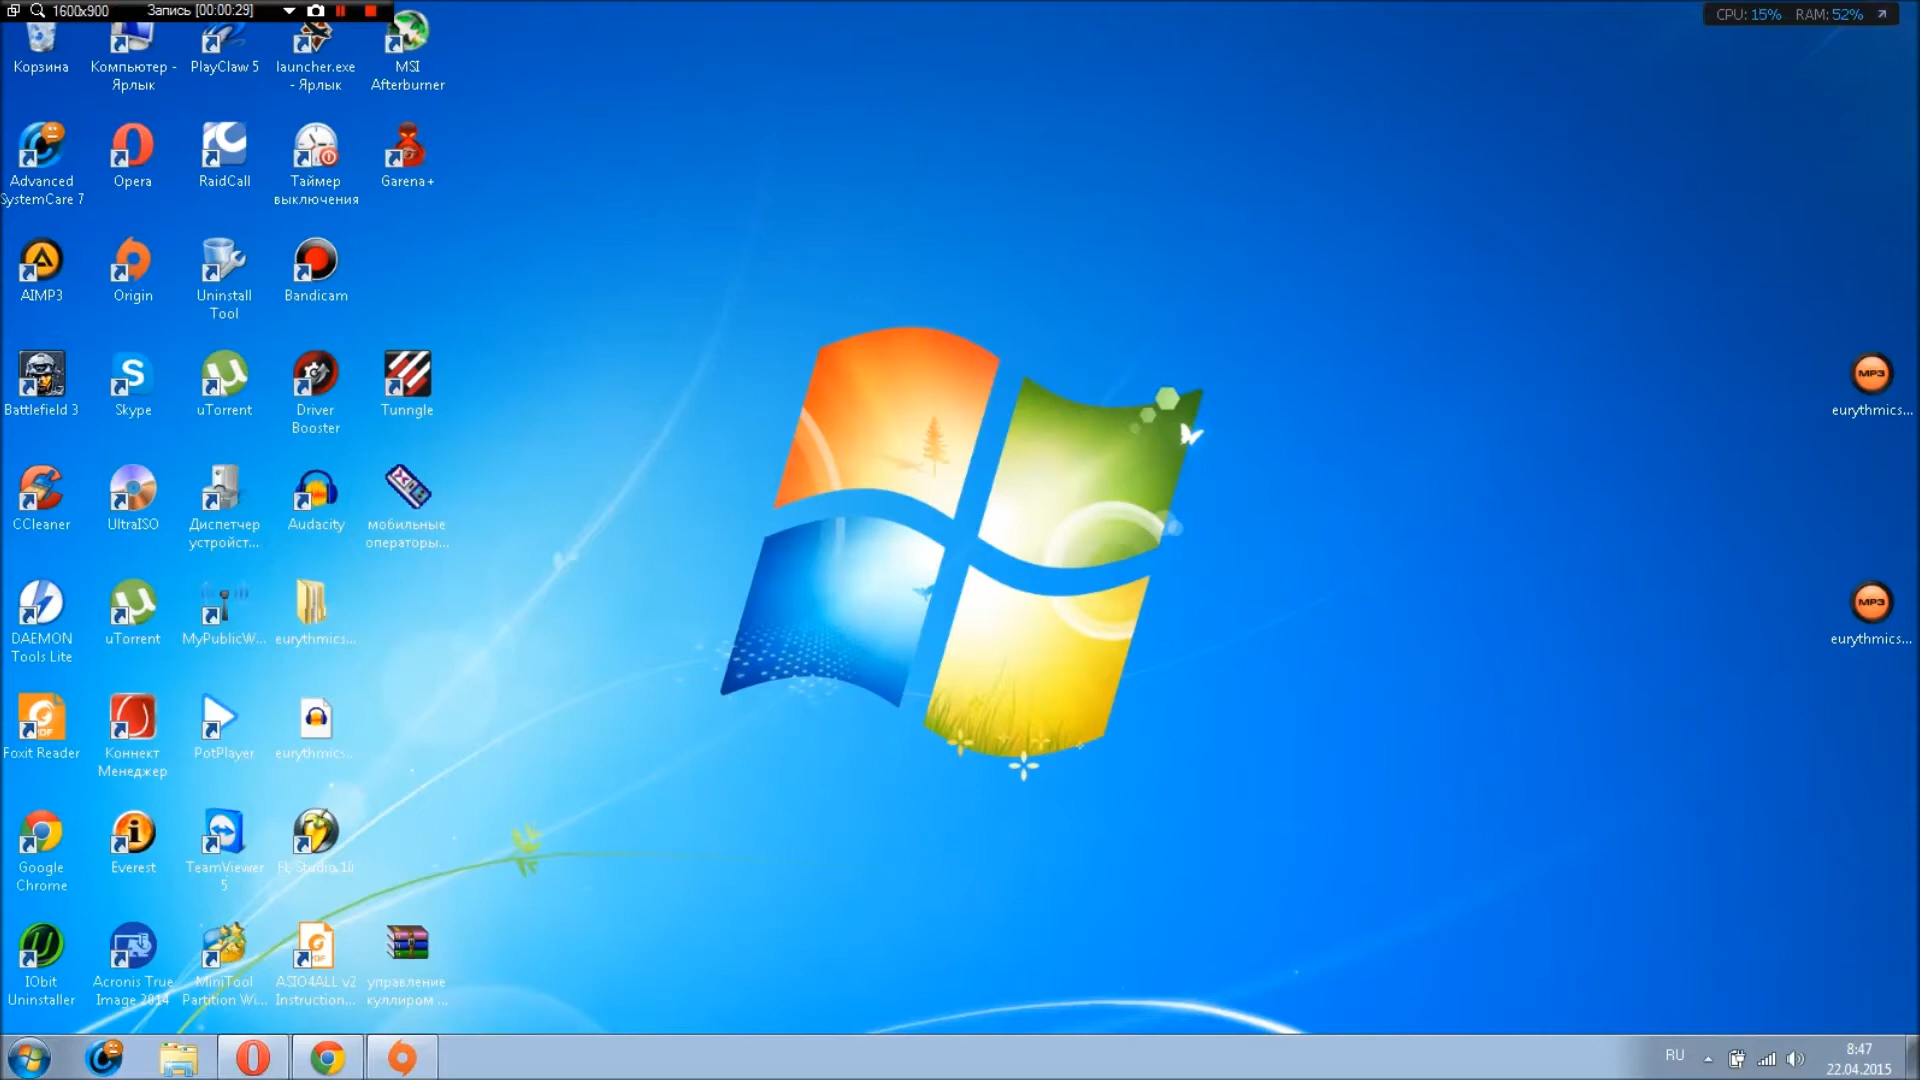 1600x900 Запись [00:00:29]
CPU: 15% RAM: 52%
Корзина
Компьютер -
Ярлык
PlayClaw 5
launcher.exe
- Ярлык
MSI
Afterburner
Advanced
SystemCare 7
Opera
RaidCall
Таймер
выключения
Garena+
AIMP3
Origin
Uninstall
Tool
Bandicam
Battlefield 3
Skype
uTorrent
Driver
Booster
Tunngle
MP3
eurythmics...
CCleaner
UltraISO
Диспетчер
устройст...
Audacity
мобильные
операторы...
DAEMON
Tools Lite
uTorrent
MyPublicW...
eurythmics...
MP3
eurythmics...
Foxit Reader
Коннект
Менеджер
PotPlayer
eurythmics...
Google
Chrome
Everest
TeamViewer
5
FL Studio 10
IObit
Uninstaller
Acronis True
Image 2014
MiniTool
Partition Wi...
ASIO4ALL v2
Instruction...
управление
куллиром ...
RU
8:47
22.04.2015